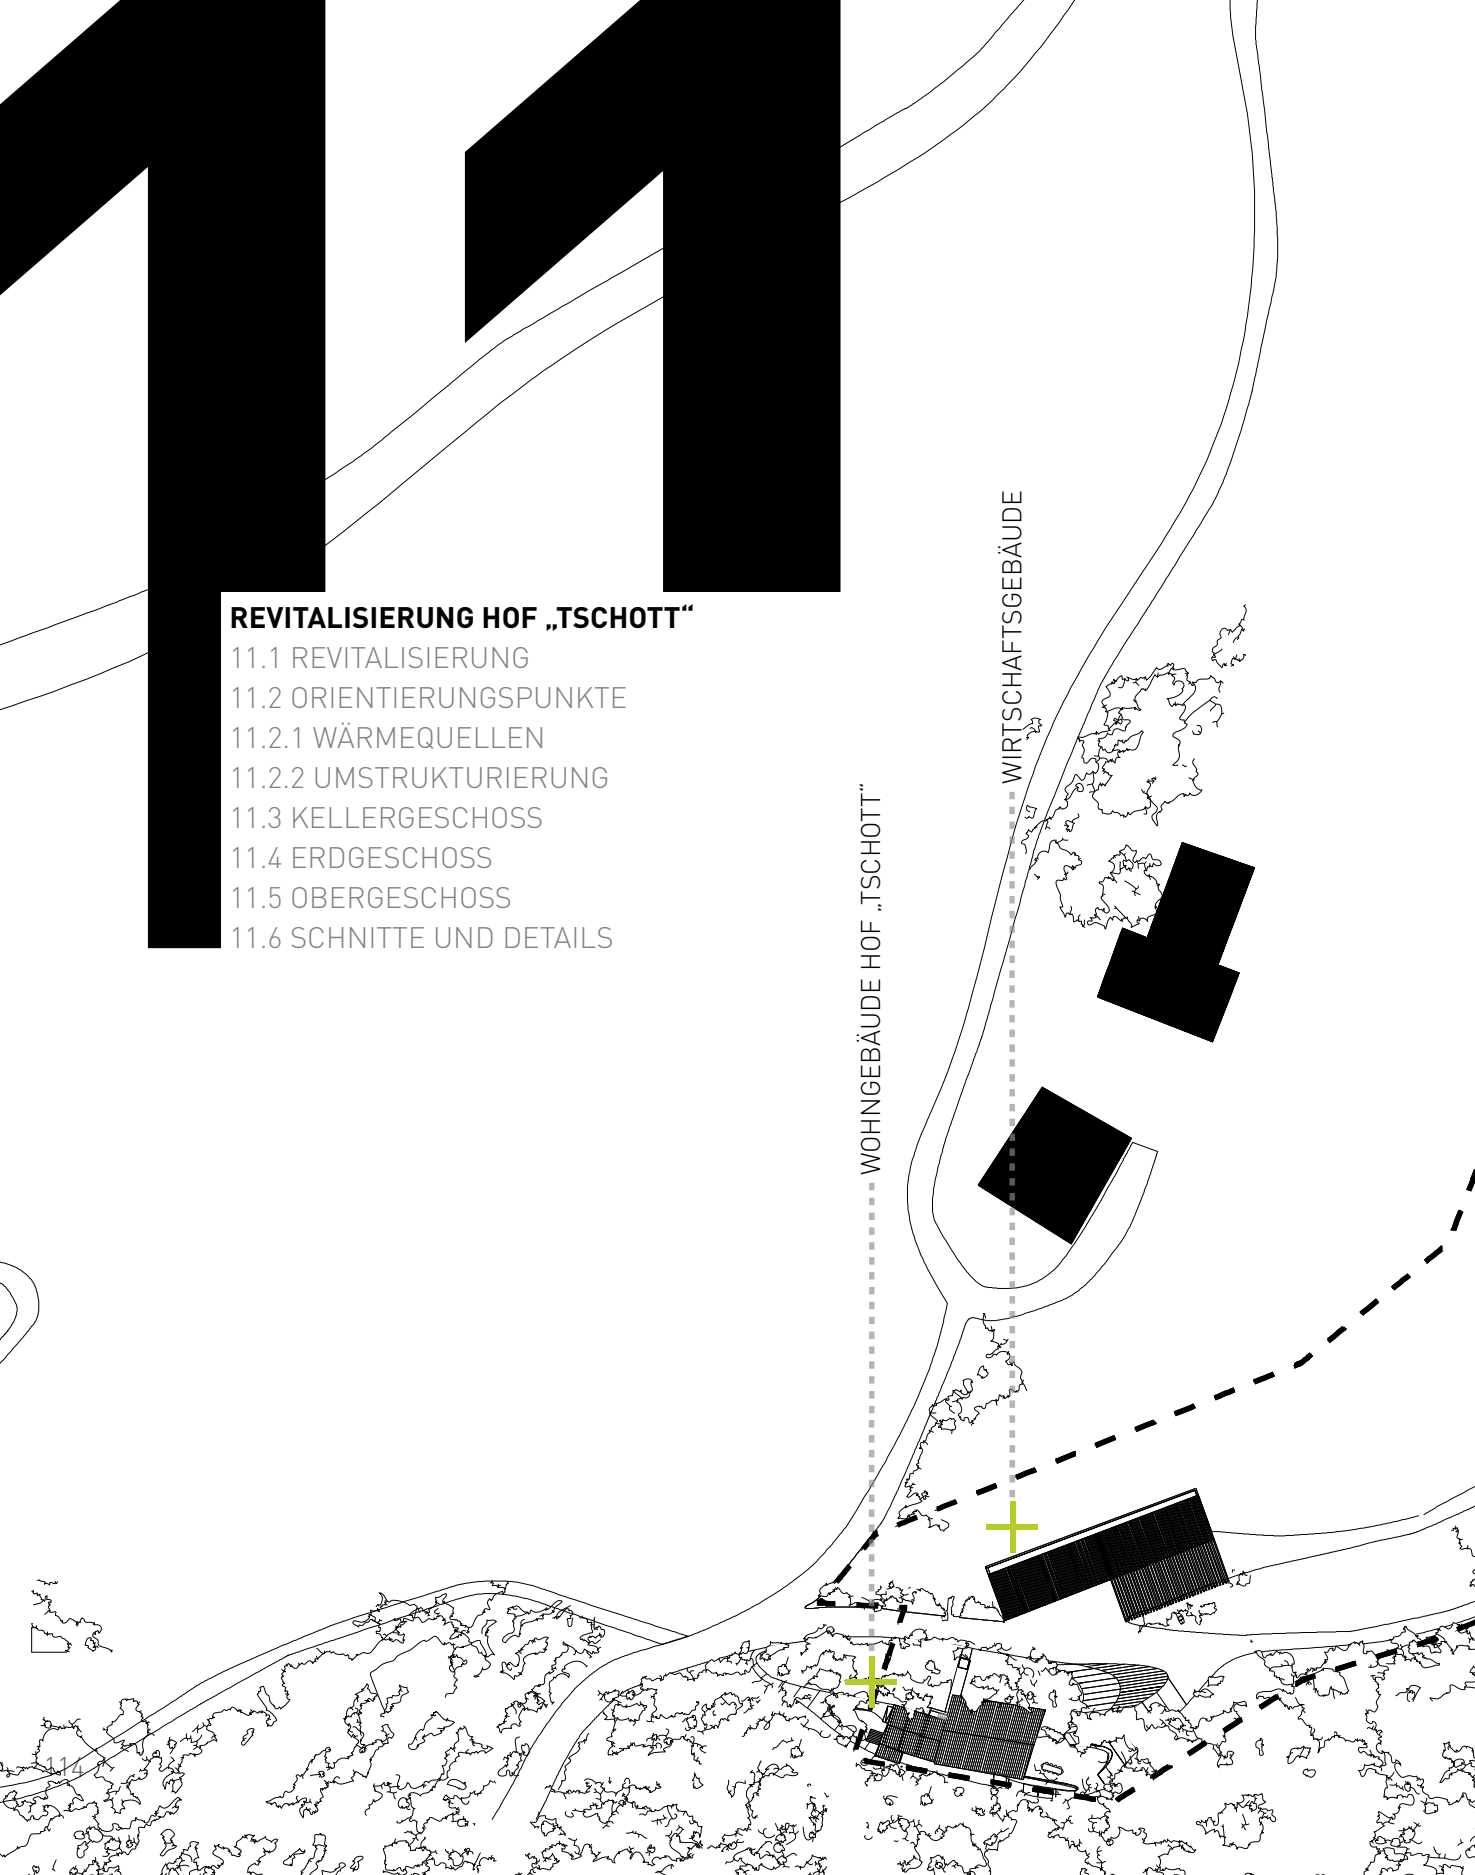 11
REVITALISIERUNG HOF „TSCHOTT“
11.1 REVITALISIERUNG
11.2 ORIENTIERUNGSPUNKTE
11.2.1 WÄRMEQUELLEN
11.2.2 UMSTRUKTURIERUNG
11.3 KELLERGESCHOSS
11.4 ERDGESCHOSS
11.5 OBERGESCHOSS
11.6 SCHNITTE UND DETAILS
WOHNGEBÄUDE HOF „TSCHOTT“
WIRTSCHAFTSGEBÄUDE
114